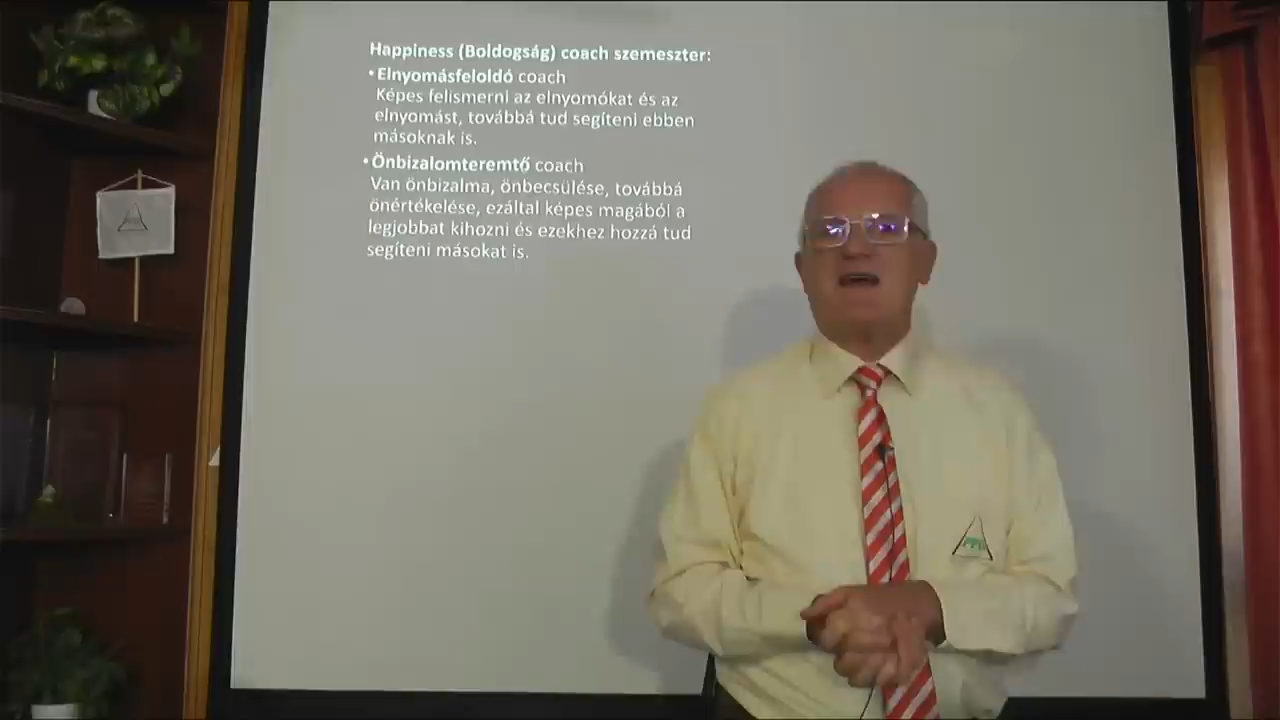 Happiness (Boldogság) coach szemeszter:
•Elnyomásfeloldó coach
Képes felismerni az elnyomókat és az
elnyomást, továbbá tud segíteni ebben
másoknak is.
•Önbizalomteremtő coach
Van önbizalma, önbecsülése, továbbá
önértékelése, ezáltal képes magából a
legjobbat kihozni és ezekhez hozzá tud
segíteni másokat is.